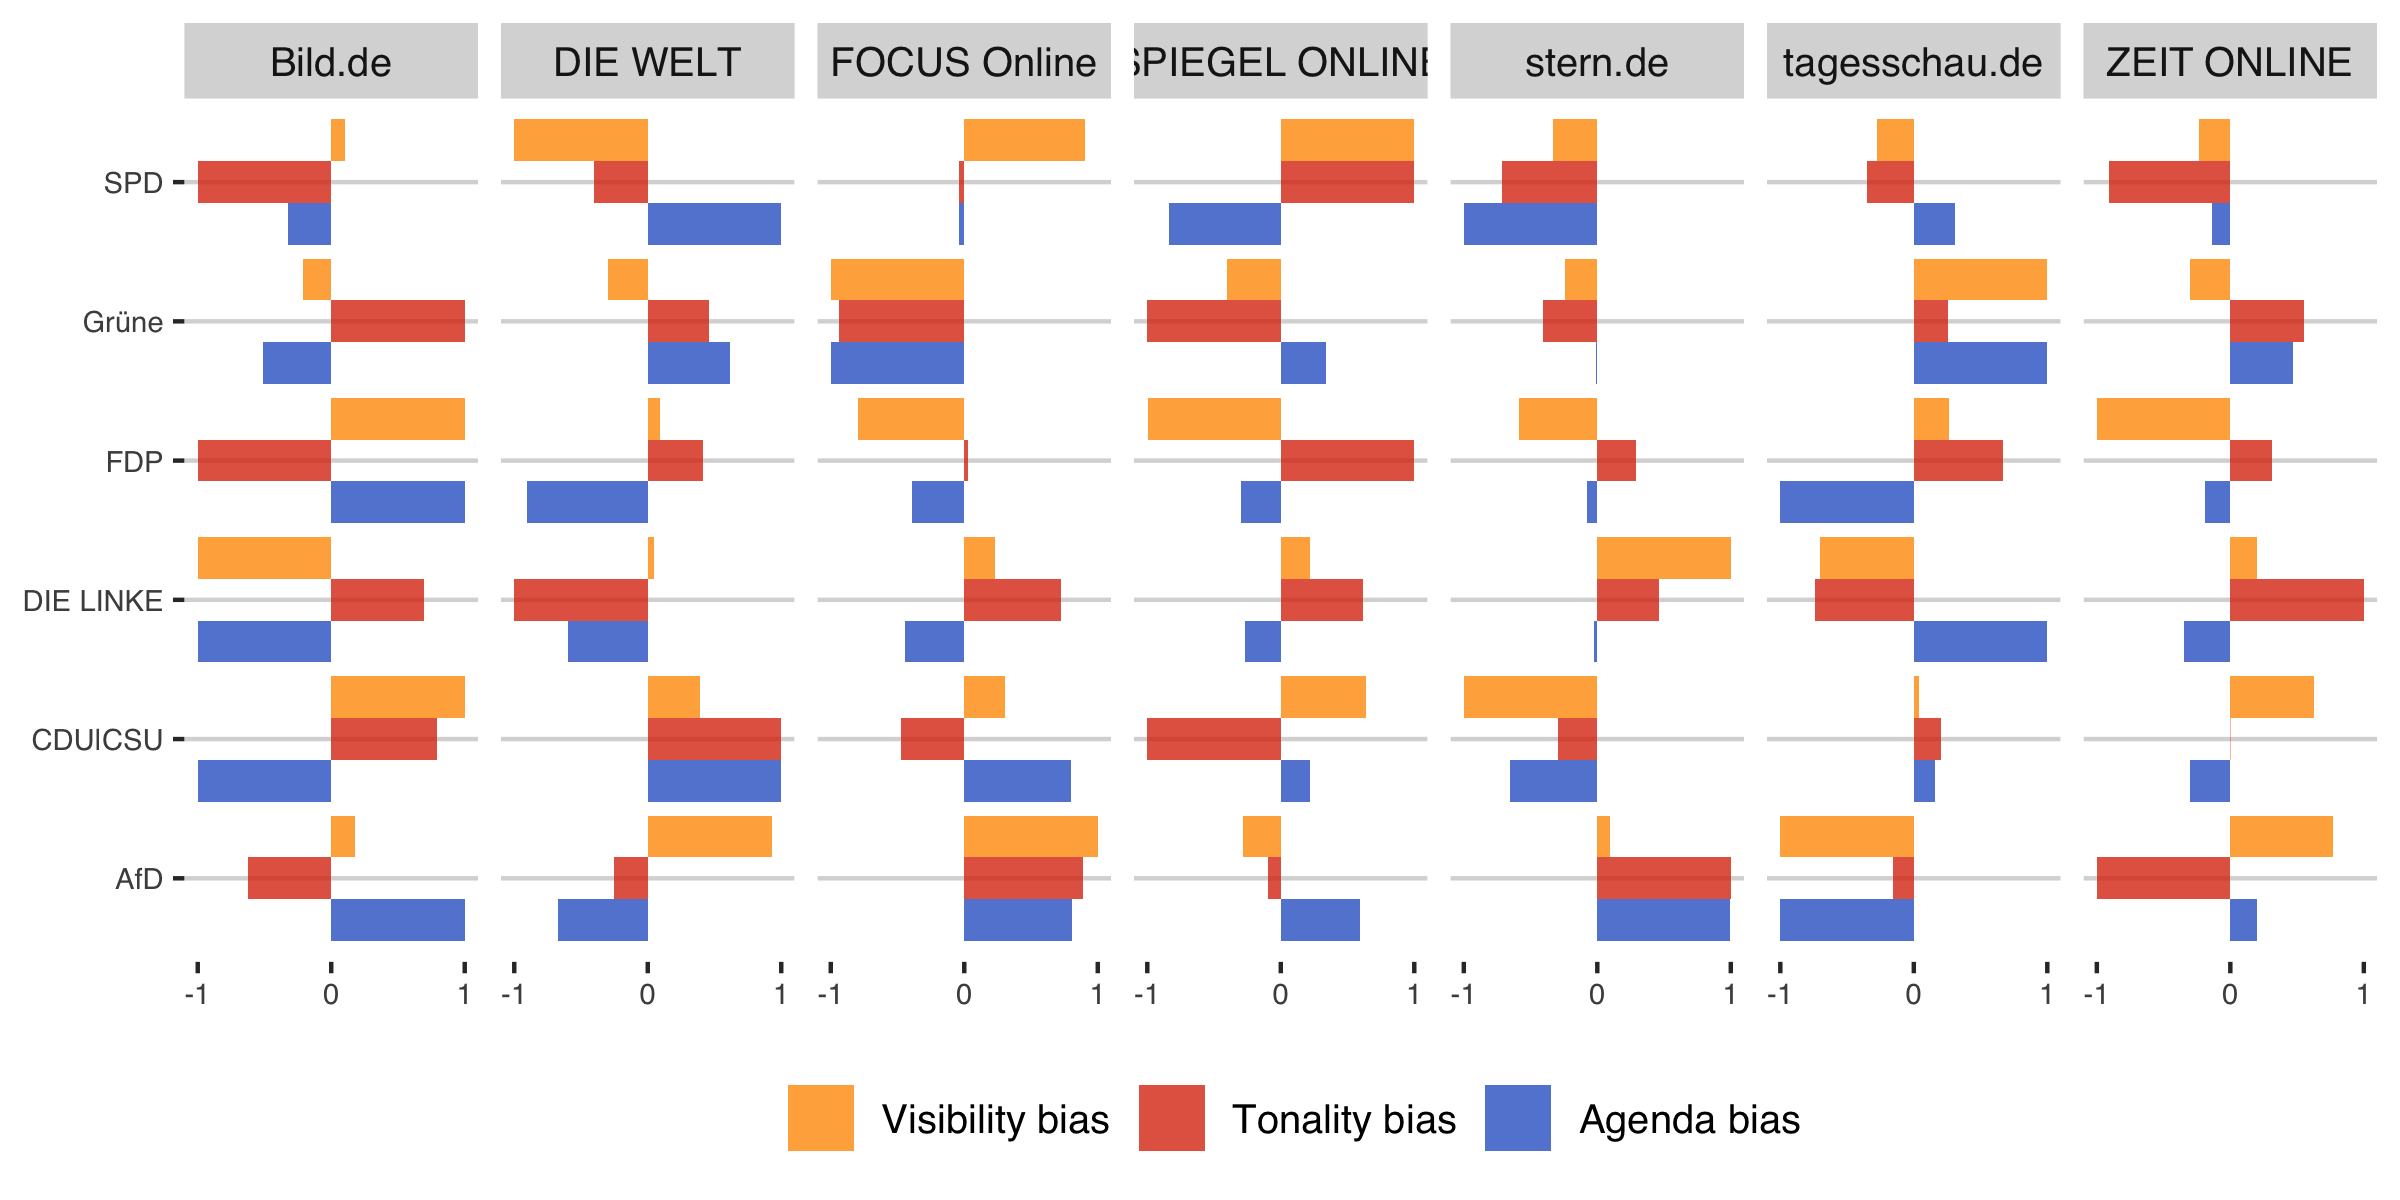 Bild.de DIE WELT FOCUS Online SPIEGEL ONLINE stern.de tagesschau.de ZEIT ONLINE
SPD
Grüne
FDP
DIE LINKE
CDU|CSU
AfD
-1 0 1 -1 0 1 -1 0 1 -1 0 1 -1 0 1 -1 0 1 -1 0 1
Visibility bias Tonality bias Agenda bias